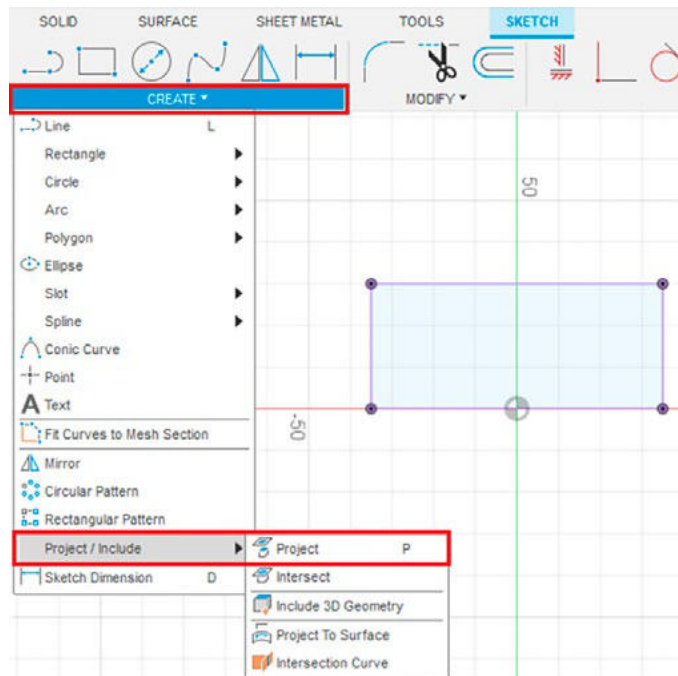 SOLID SURFACE SHEET METAL TOOLS SKETCH
CREATE ▼ MODIFY ▼
Line L
Rectangle
Circle
Arc
Polygon
Ellipse
Slot
Spline
Conic Curve
Point
A Text
Fit Curves to Mesh Section
Mirror
Circular Pattern
Rectangular Pattern
Project / Include
Sketch Dimension D
Project P
Intersect
Include 3D Geometry
Project To Surface
Intersection Curve
50
-50